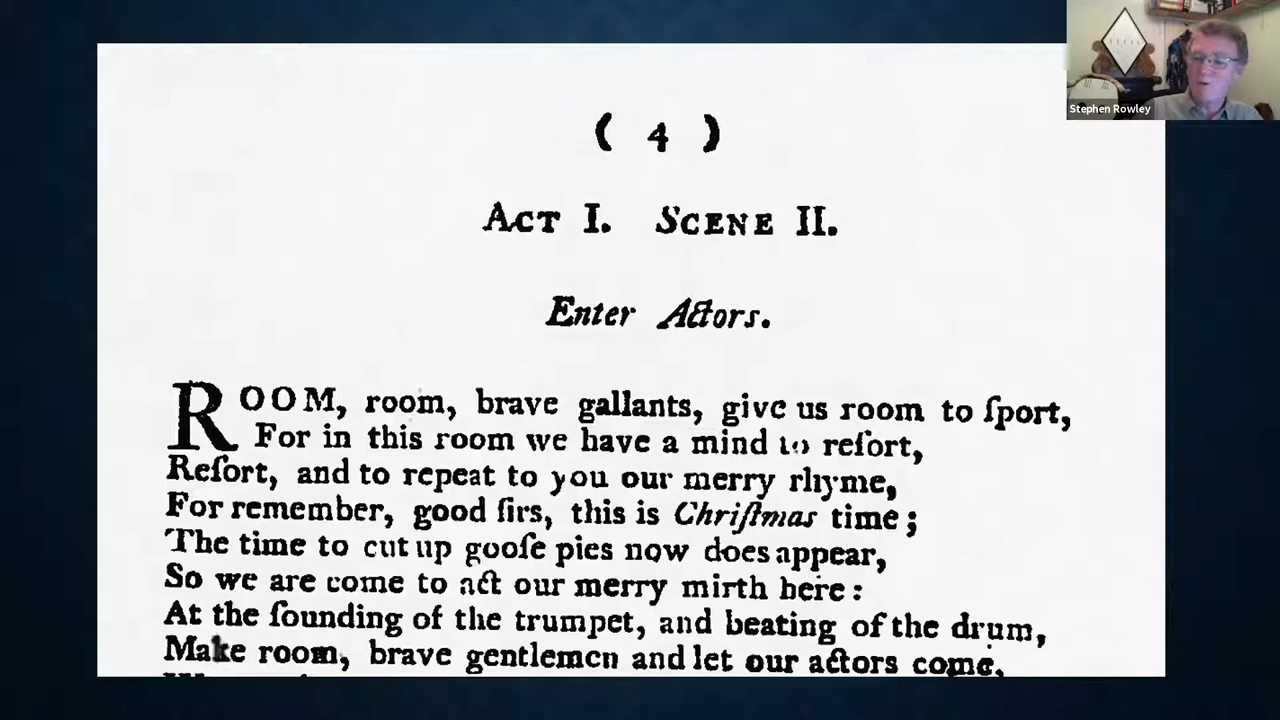 ( 4 )
ACT I. SCENE II.
Enter Actors.
ROOM, room, brave gallants, give us room to ſport,
For in this room we have a mind to reſort,
Reſort, and to repeat to you our merry rhyme,
For remember, good ſirs, this is Chriſtmas time;
The time to cut up gooſe pies now does appear,
So we are come to act our merry mirth here:
At the ſounding of the trumpet, and beating of the drum,
Make room, brave gentlemen and let our actors come.
Stephen Rowley